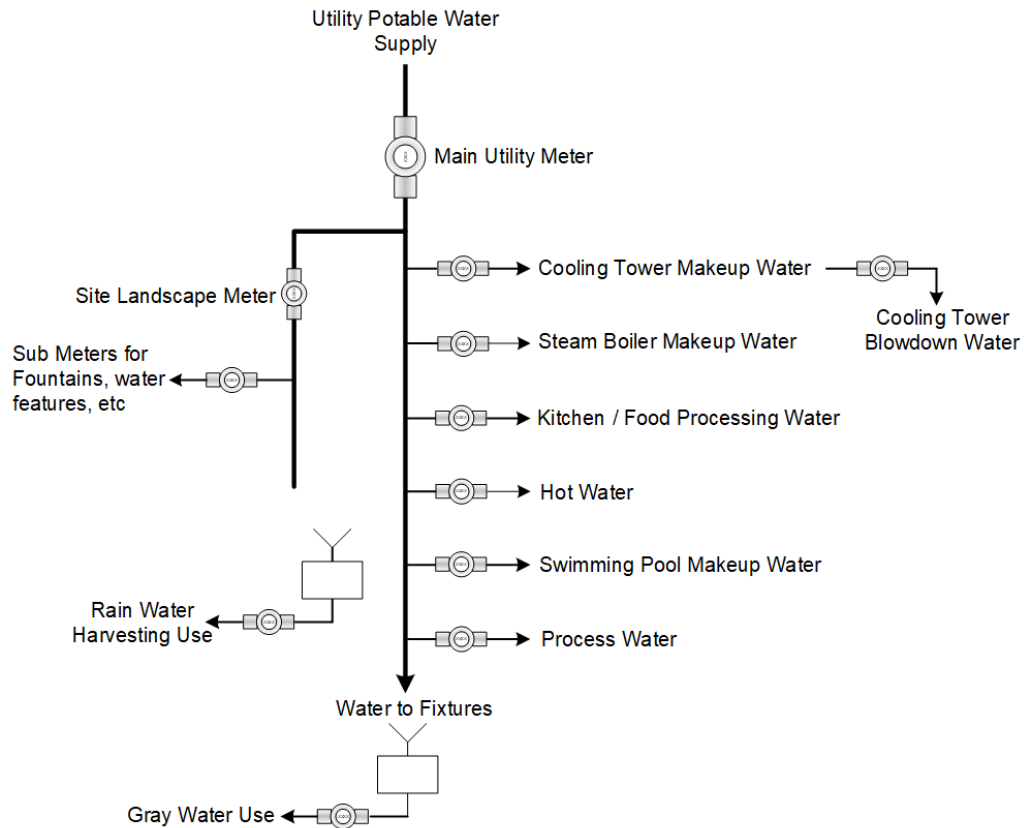 Utility Potable Water
Supply
Main Utility Meter
Cooling Tower Makeup Water
Cooling Tower
Blowdown Water
Site Landscape Meter
Steam Boiler Makeup Water
Sub Meters for
Fountains, water
features, etc
Kitchen / Food Processing Water
Hot Water
Swimming Pool Makeup Water
Rain Water
Harvesting Use
Process Water
Water to Fixtures
Gray Water Use